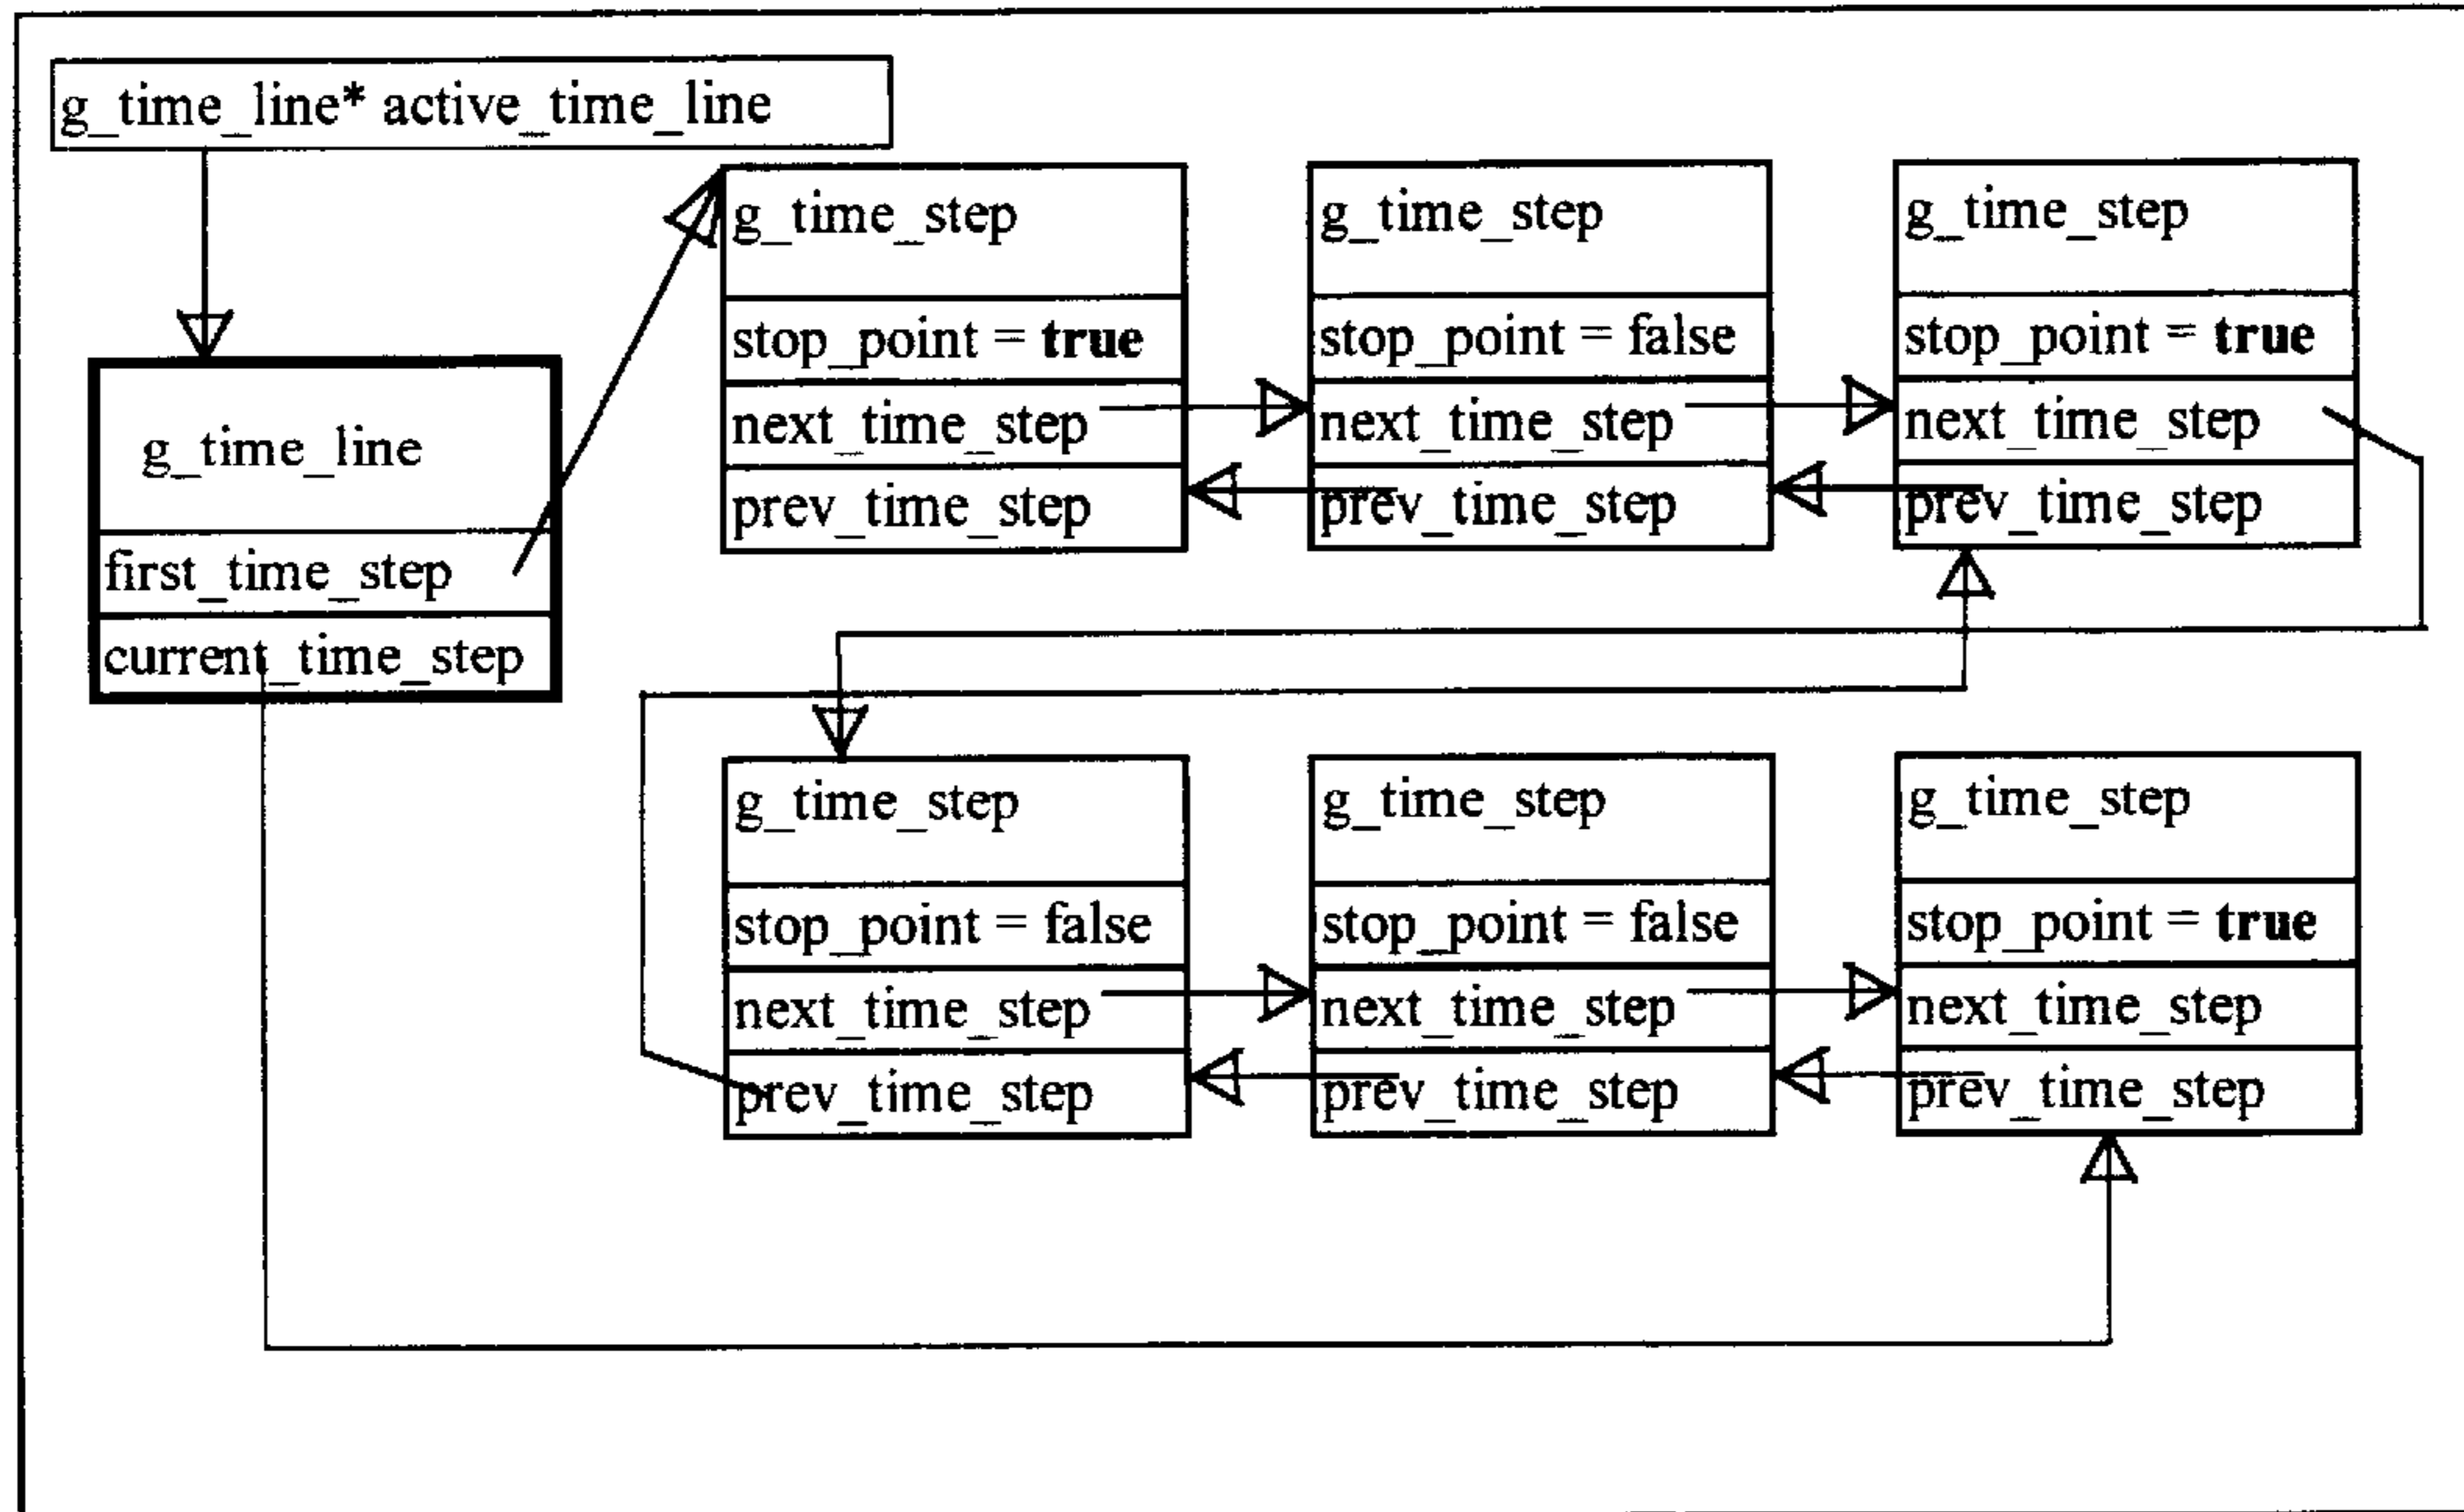 g_time_line* active_time_line
g_time_line
first_time_step
current_time_step
g_time_step
stop_point = true
next_time_step
prev_time_step
g_time_step
stop_point = false
next_time_step
prev_time_step
g_time_step
stop_point = true
next_time_step
prev_time_step
g_time_step
stop_point = false
next_time_step
prev_time_step
g_time_step
stop_point = false
next_time_step
prev_time_step
g_time_step
stop_point = true
next_time_step
prev_time_step